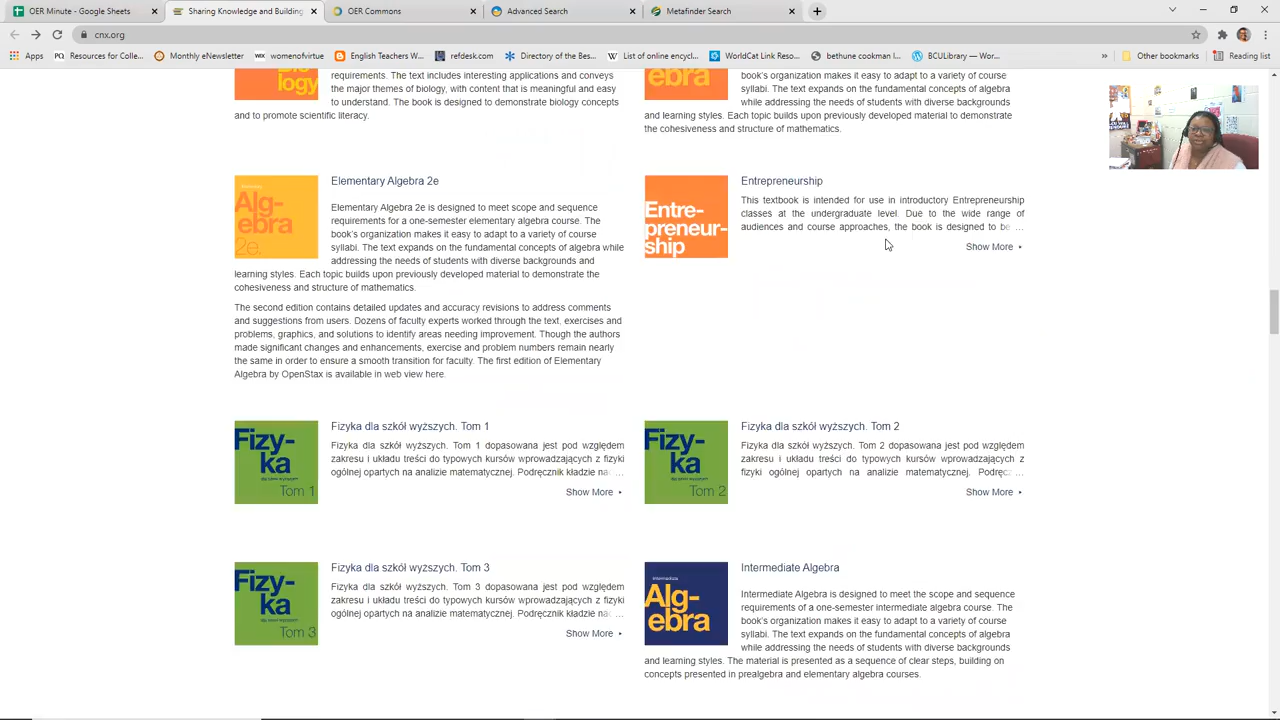 OER Minute - Google Sheets
Sharing Knowledge and Building
OER Commons
Advanced Search
Metafinder Search
cnx.org
Apps
Resources for Colle...
Monthly eNewsletter
WIX womenofvirtue
English Teachers W...
refdesk.com
Directory of the Bes...
List of online encycl...
WorldCat Link Reso...
bethune cookman l...
BCULibrary — Wor...
Other bookmarks
Reading list
logy
requirements. The text includes interesting applications and conveys
the major themes of biology, with content that is meaningful and easy
to understand. The book is designed to demonstrate biology concepts
and to promote scientific literacy.
ebra
book's organization makes it easy to adapt to a variety of course
syllabi. The text expands on the fundamental concepts of algebra
while addressing the needs of students with diverse backgrounds
and learning styles. Each topic builds upon previously developed material to demonstrate
the cohesiveness and structure of mathematics.
Alg-
ebra
2e.
Elementary Algebra 2e
Elementary Algebra 2e is designed to meet scope and sequence
requirements for a one-semester elementary algebra course. The
book's organization makes it easy to adapt to a variety of course
syllabi. The text expands on the fundamental concepts of algebra while
addressing the needs of students with diverse backgrounds and
learning styles. Each topic builds upon previously developed material to demonstrate the
cohesiveness and structure of mathematics.
The second edition contains detailed updates and accuracy revisions to address comments
and suggestions from users. Dozens of faculty experts worked through the text, exercises and
problems, graphics, and solutions to identify areas needing improvement. Though the authors
made significant changes and enhancements, exercise and problem numbers remain nearly
the same in order to ensure a smooth transition for faculty. The first edition of Elementary
Algebra by OpenStax is available in web view here.
Entre-
preneur-
ship
Entrepreneurship
This textbook is intended for use in introductory Entrepreneurship
classes at the undergraduate level. Due to the wide range of
audiences and course approaches, the book is designed to be ...
Show More
Fizy-
ka
dla szkół wyższych
Tom 1
Fizyka dla szkół wyższych. Tom 1
Fizyka dla szkół wyższych. Tom 1 dopasowana jest pod względem
zakresu i układu treści do typowych kursów wprowadzających z fizyki
ogólnej opartych na analizie matematycznej. Podręcznik kładzie na ...
Show More
Fizy-
ka
dla szkół wyższych
Tom 2
Fizyka dla szkół wyższych. Tom 2
Fizyka dla szkół wyższych. Tom 2 dopasowana jest pod względem
zakresu i układu treści do typowych kursów wprowadzających z
fizyki ogólnej opartych na analizie matematycznej. Podręcz ...
Show More
Fizy-
ka
dla szkół wyższych
Tom 3
Fizyka dla szkół wyższych. Tom 3
Fizyka dla szkół wyższych. Tom 3 dopasowana jest pod względem
zakresu i układu treści do typowych kursów wprowadzających z fizyki
ogólnej opartych na analizie matematycznej. Podręcznik kładzie nac ...
Show More
Intermediate
Alg-
ebra
Intermediate Algebra
Intermediate Algebra is designed to meet the scope and sequence
requirements of a one-semester intermediate algebra course. The
book's organization makes it easy to adapt to a variety of course
syllabi. The text expands on the fundamental concepts of algebra
while addressing the needs of students with diverse backgrounds
and learning styles. The material is presented as a sequence of clear steps, building on
concepts presented in prealgebra and elementary algebra courses.